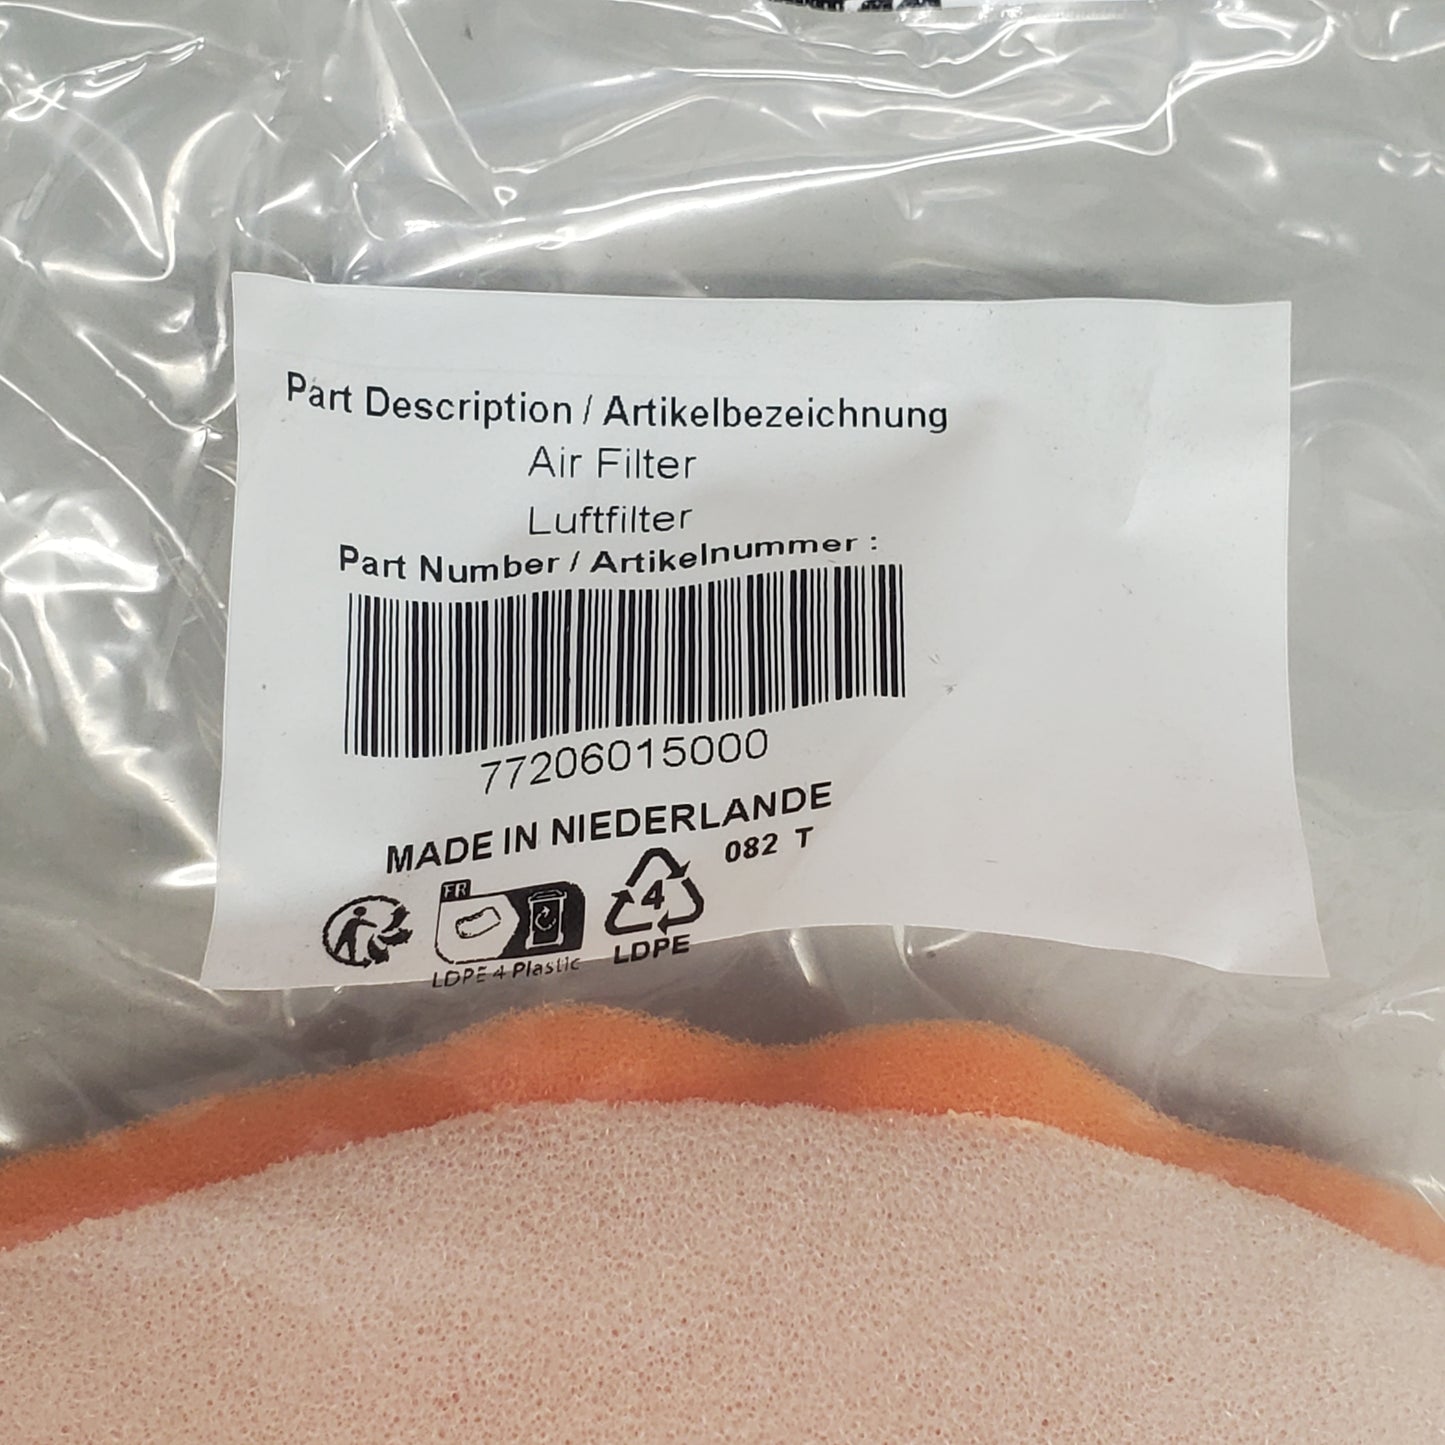 Part Description / Artikelbezeichnung
Air Filter
Luftfilter
Part Number / Artikelnummer :
77206015000
MADE IN NIEDERLANDE
082 T
FR
4
LDPE 4 Plastic
LDPE